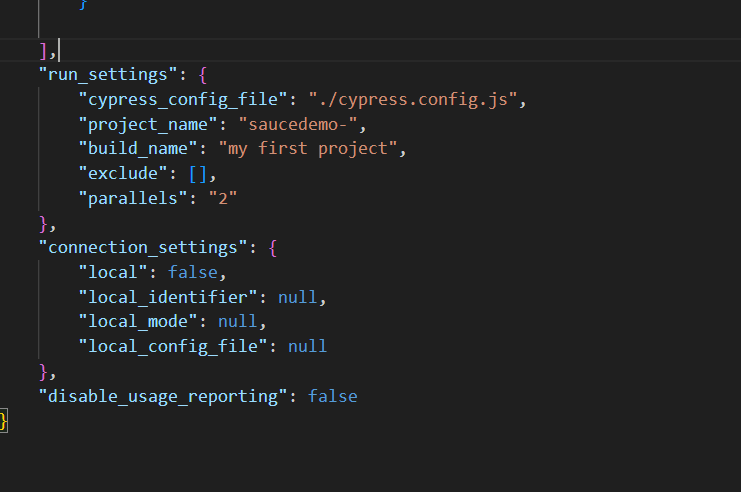 }
],
"run_settings": {
"cypress_config_file": "./cypress.config.js",
"project_name": "saucedemo-",
"build_name": "my first project",
"exclude": [],
"parallels": "2"
},
"connection_settings": {
"local": false,
"local_identifier": null,
"local_mode": null,
"local_config_file": null
},
"disable_usage_reporting": false
}